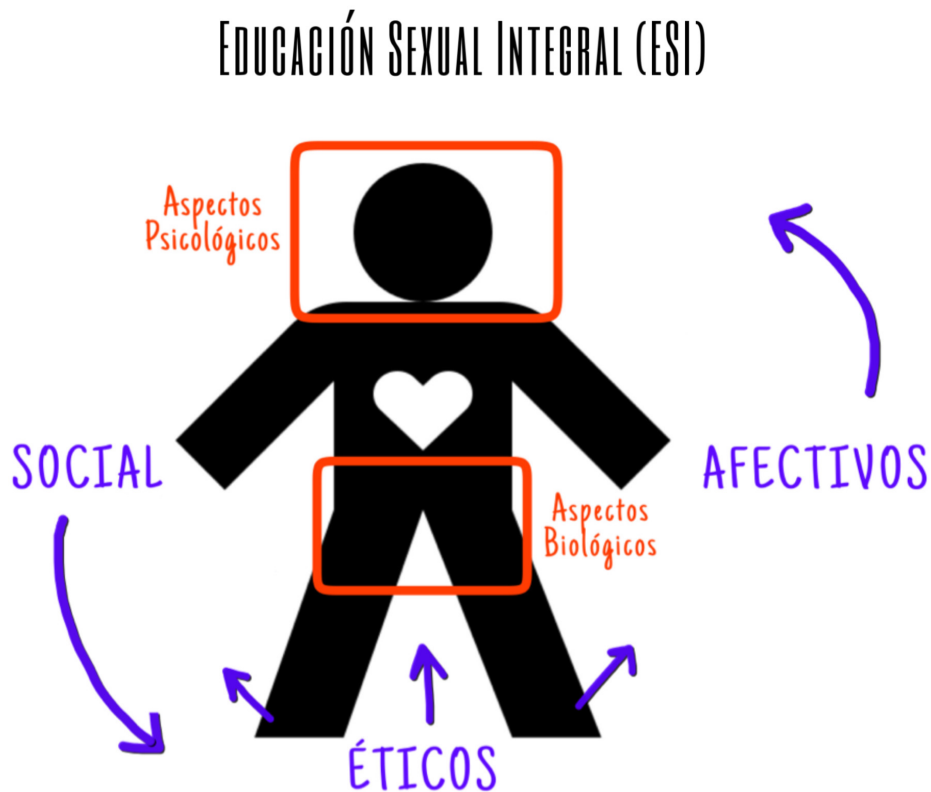 EDUCACIÓN SEXUAL INTEGRAL (ESI)
Aspectos
Psicológicos
SOCIAL
AFECTIVOS
Aspectos
Biológicos
ÉTICOS